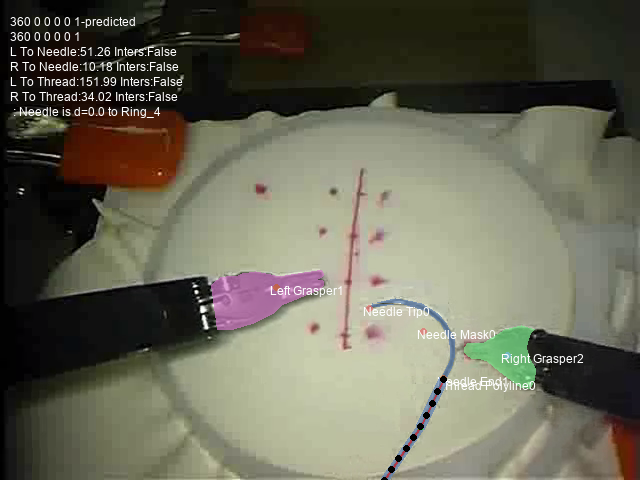 360 0 0 0 0 1-predicted
360 0 0 0 0 1
L To Needle:51.26 Inters:False
R To Needle:10.18 Inters:False
L To Thread:151.99 Inters:False
R To Thread:34.02 Inters:False
: Needle is d=0.0 to Ring_4
Left Grasper1
Needle Tip0
Needle Mask0
Right Grasper2
Needle End1
Thread Polyline0